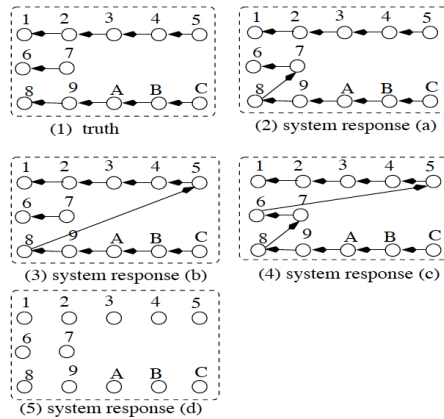 1 2 3 4 5
6 7
8 9 A B C
(1) truth
1 2 3 4 5
6 7
8 9 A B C
(2) system response (a)
1 2 3 4 5
6 7
8 9 A B C
(3) system response (b)
1 2 3 4 5
6 7
8 9 A B C
(4) system response (c)
1 2 3 4 5
6 7
8 9 A B C
(5) system response (d)